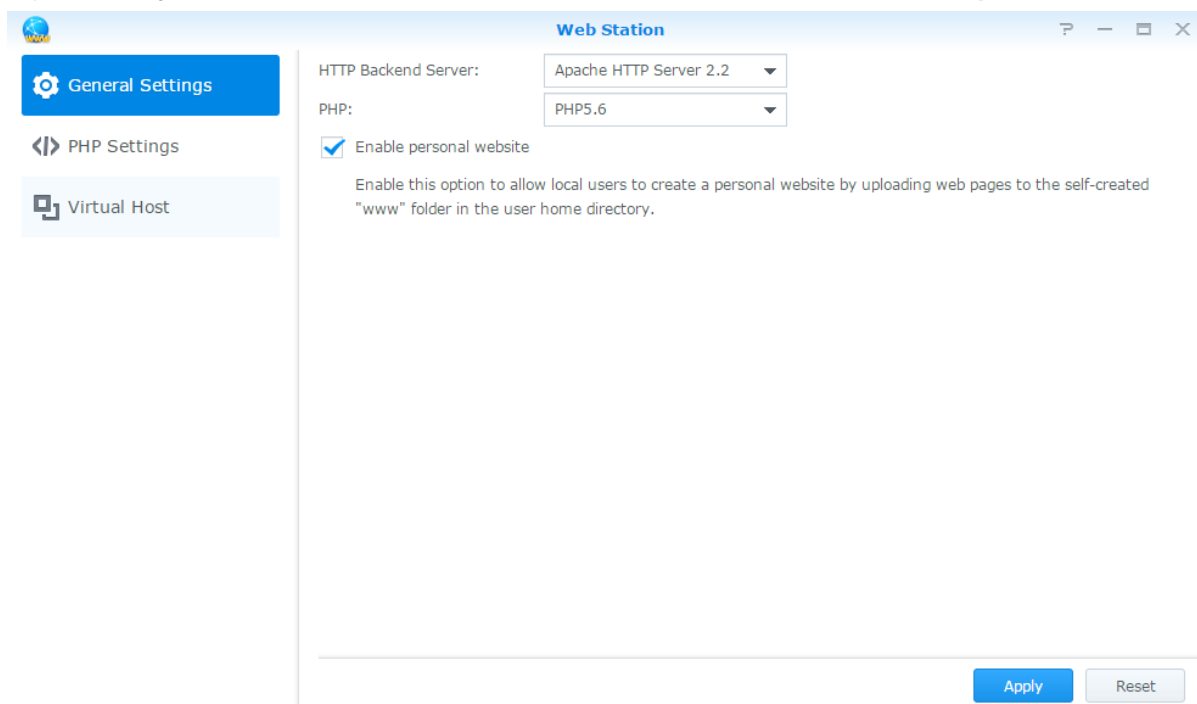 Web Station
General Settings
PHP Settings
Virtual Host
HTTP Backend Server: Apache HTTP Server 2.2
PHP: PHP5.6
Enable personal website
Enable this option to allow local users to create a personal website by uploading web pages to the self-created
"www" folder in the user home directory.
Apply Reset